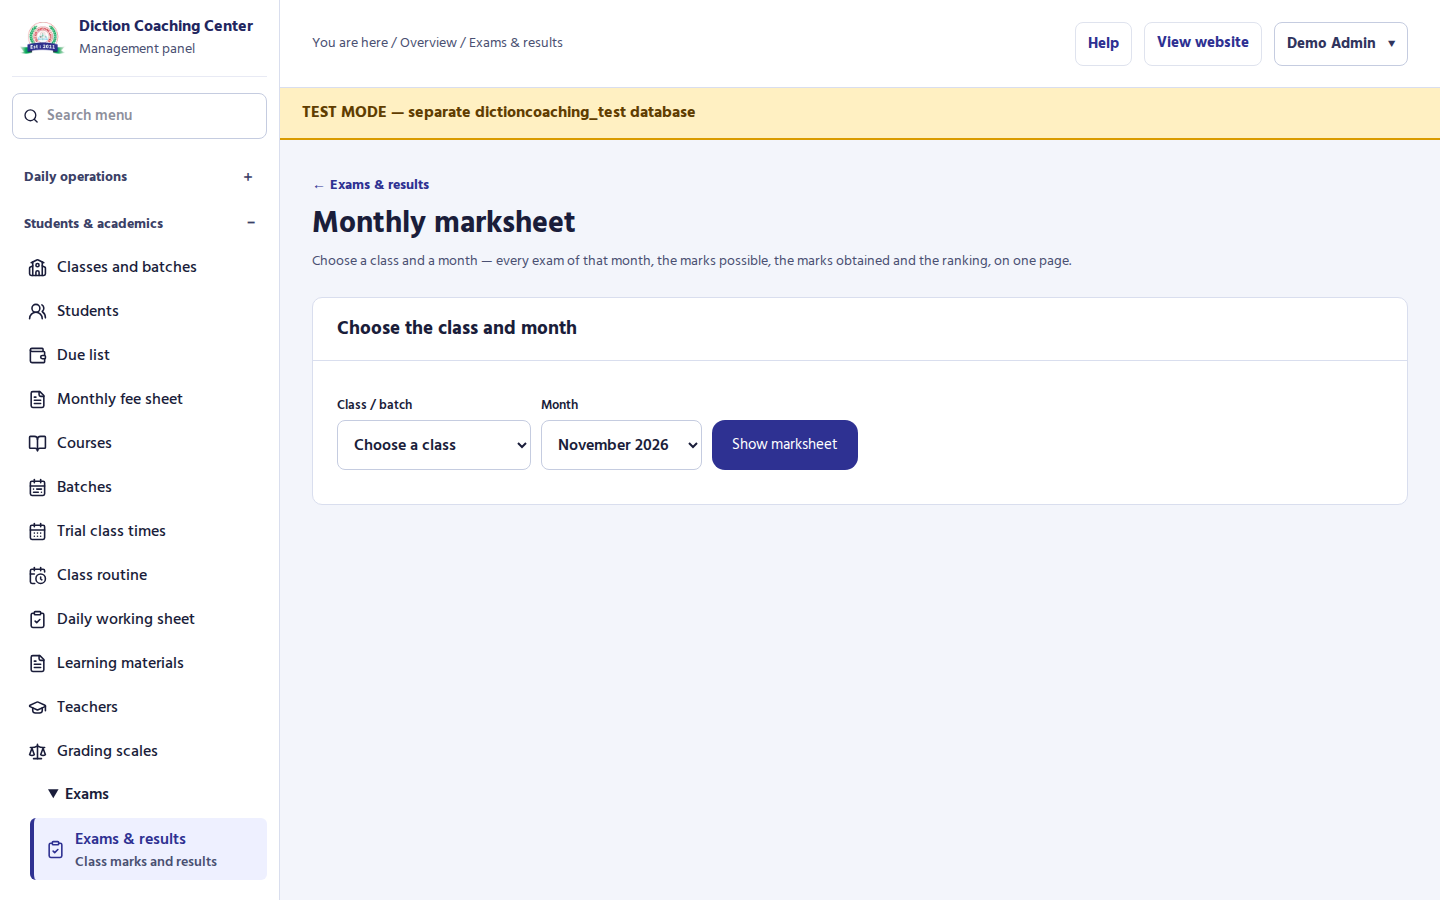 Diction Coaching Center
Management panel
Est : 2011
Search menu
Daily operations +
Students & academics −
Classes and batches
Students
Due list
Monthly fee sheet
Courses
Batches
Trial class times
Class routine
Daily working sheet
Learning materials
Teachers
Grading scales
▼ Exams
Exams & results
Class marks and results
You are here / Overview / Exams & results
Help
View website
Demo Admin ▼
TEST MODE — separate dictioncoaching_test database
← Exams & results
Monthly marksheet
Choose a class and a month — every exam of that month, the marks possible, the marks obtained and the ranking, on one page.
Choose the class and month
Class / batch Month
Choose a class November 2026 Show marksheet